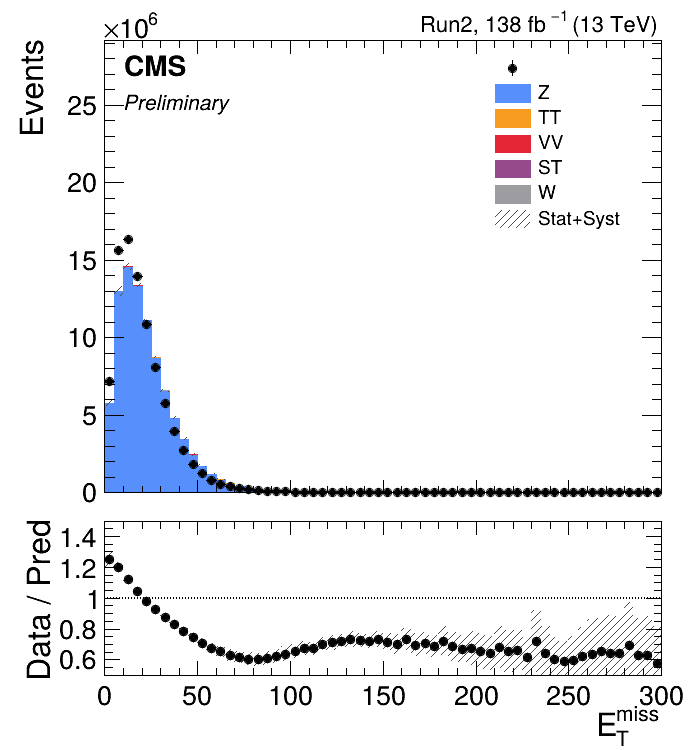 ×10⁶
Run2, 138 fb⁻¹ (13 TeV)
CMS
Preliminary
Events
Z
TT
VV
ST
W
Stat+Syst
25
20
15
10
5
0
Data / Pred
1.4
1.2
1
0.8
0.6
0 50 100 150 200 250 300
E_T^miss